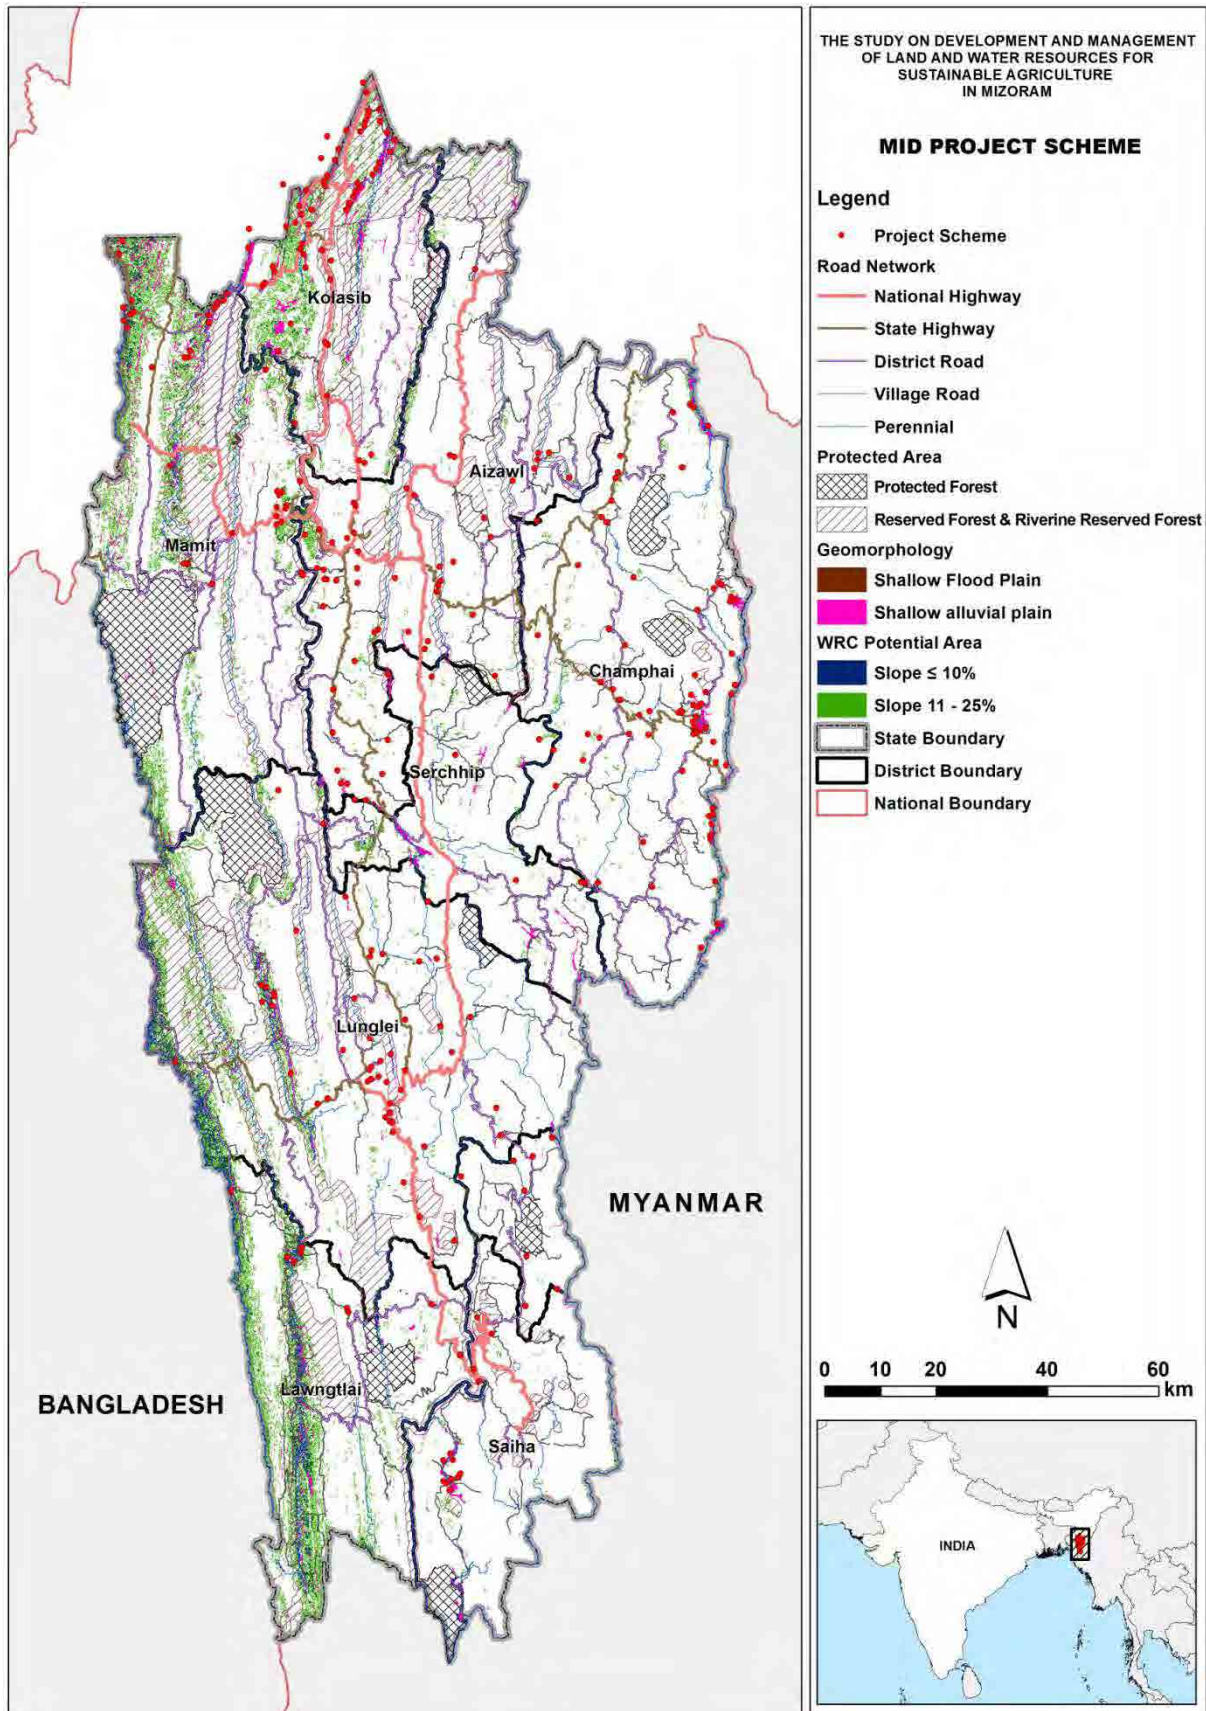 THE STUDY ON DEVELOPMENT AND MANAGEMENT
OF LAND AND WATER RESOURCES FOR
SUSTAINABLE AGRICULTURE
IN MIZORAM
MID PROJECT SCHEME
Legend
Project Scheme
Road Network
National Highway
State Highway
District Road
Village Road
Perennial
Protected Area
Protected Forest
Reserved Forest & Riverine Reserved Forest
Geomorphology
Shallow Flood Plain
Shallow alluvial plain
WRC Potential Area
Slope ≤ 10%
Slope 11 - 25%
State Boundary
District Boundary
National Boundary
Kolasib
Aizawl
Mamit
Champhai
Serchhip
Lunglei
MYANMAR
BANGLADESH
Lawngtlai
Saiha
N
0 10 20 40 60
km
INDIA